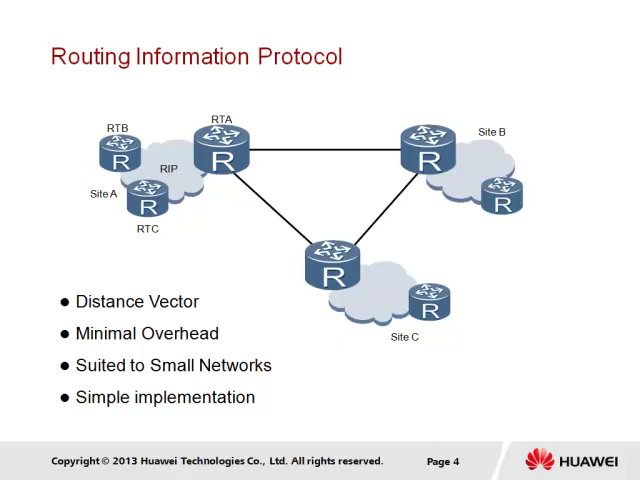 Routing Information Protocol
RTA
RTB
Site B
R
R
R
RIP
R
Site A
R
R
RTC
R
R
Distance Vector
Minimal Overhead
Site C
Suited to Small Networks
Simple implementation
Copyright © 2013 Huawei Technologies Co., Ltd. All rights reserved.
Page 4
HUAWEI